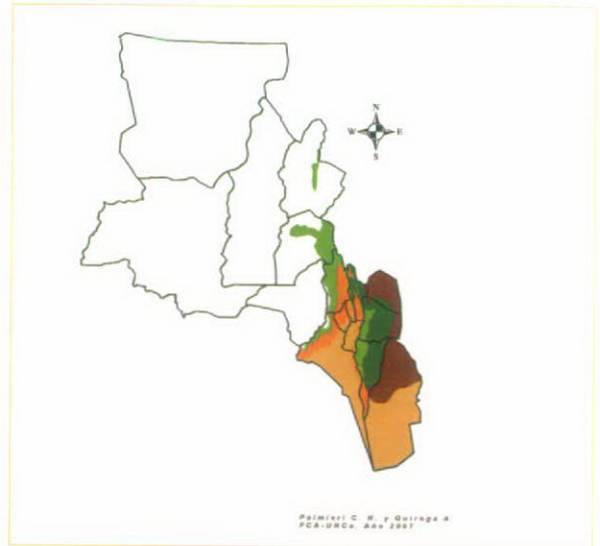 N
W E
S
Palmieri C. H. y Quiroga A
FCA-UNCa. Año 2007